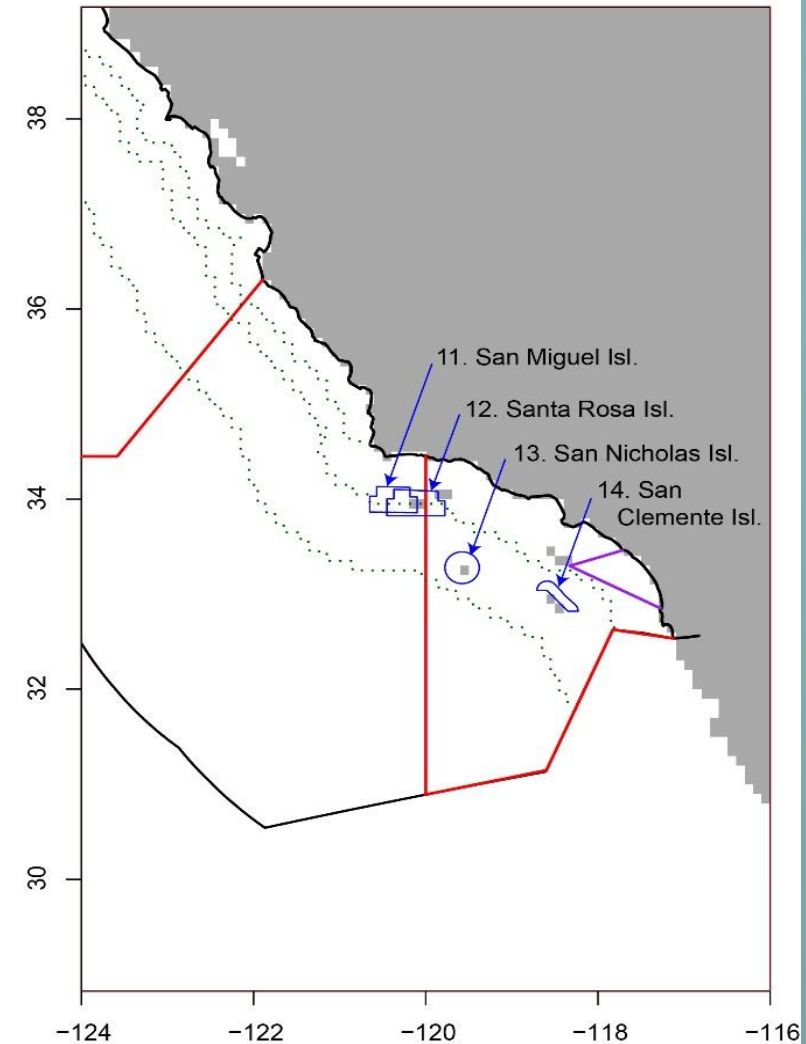 38
36
34
32
30
11. San Miguel Isl.
12. Santa Rosa Isl.
13. San Nicholas Isl.
14. San
Clemente Isl.
−124
−122
−120
−118
−116